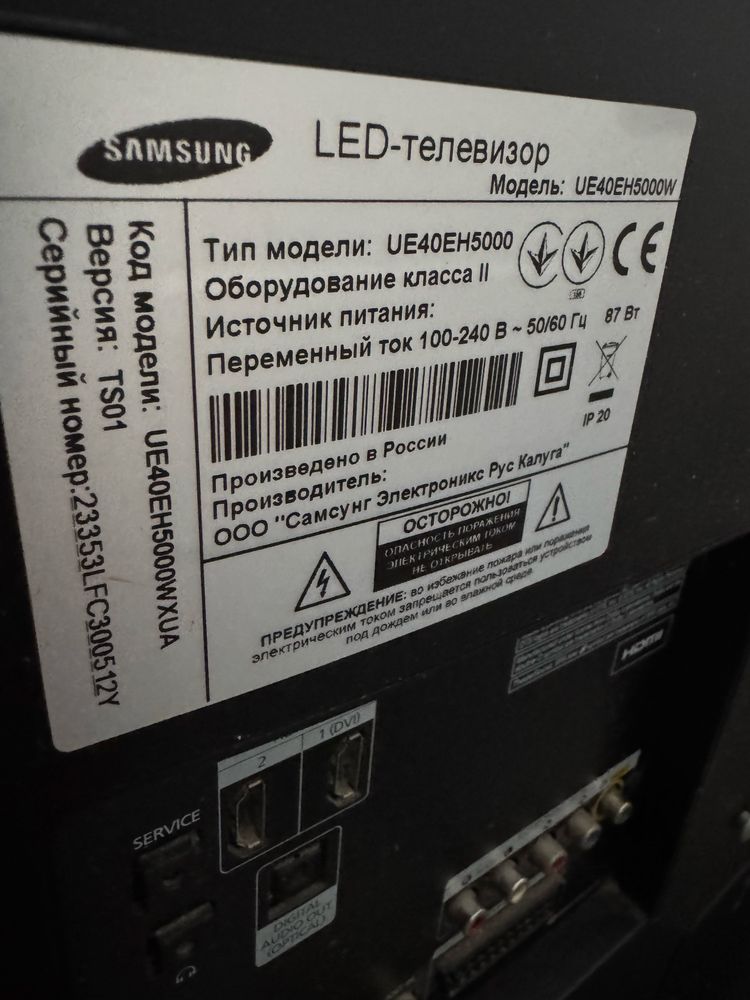 SAMSUNG
LED-телевизор
Модель: UE40EH5000W
Код модели: UE40EH5000WXUA
Версия: TS01
Серийный номер:23353LFC300512Y
Тип модели: UE40EH5000
Оборудование класса II
Источник питания:
Переменный ток 100-240 В ~ 50/60 Гц 87 Вт
CE
IP 20
Произведено в России
Производитель:
ООО "Самсунг Электроникс Рус Калуга"
ОСТОРОЖНО!
ОПАСНОСТЬ ПОРАЖЕНИЯ
ЭЛЕКТРИЧЕСКИМ ТОКОМ
НЕ ОТКРЫВАТЬ
ПРЕДУПРЕЖДЕНИЕ: во избежание пожара или поражения
электрическим током запрещается пользоваться устройством
под дождем или во влажной среде.
HDMI
2
1 (DVI)
SERVICE
DIGITAL
AUDIO OUT
(OPTICAL)